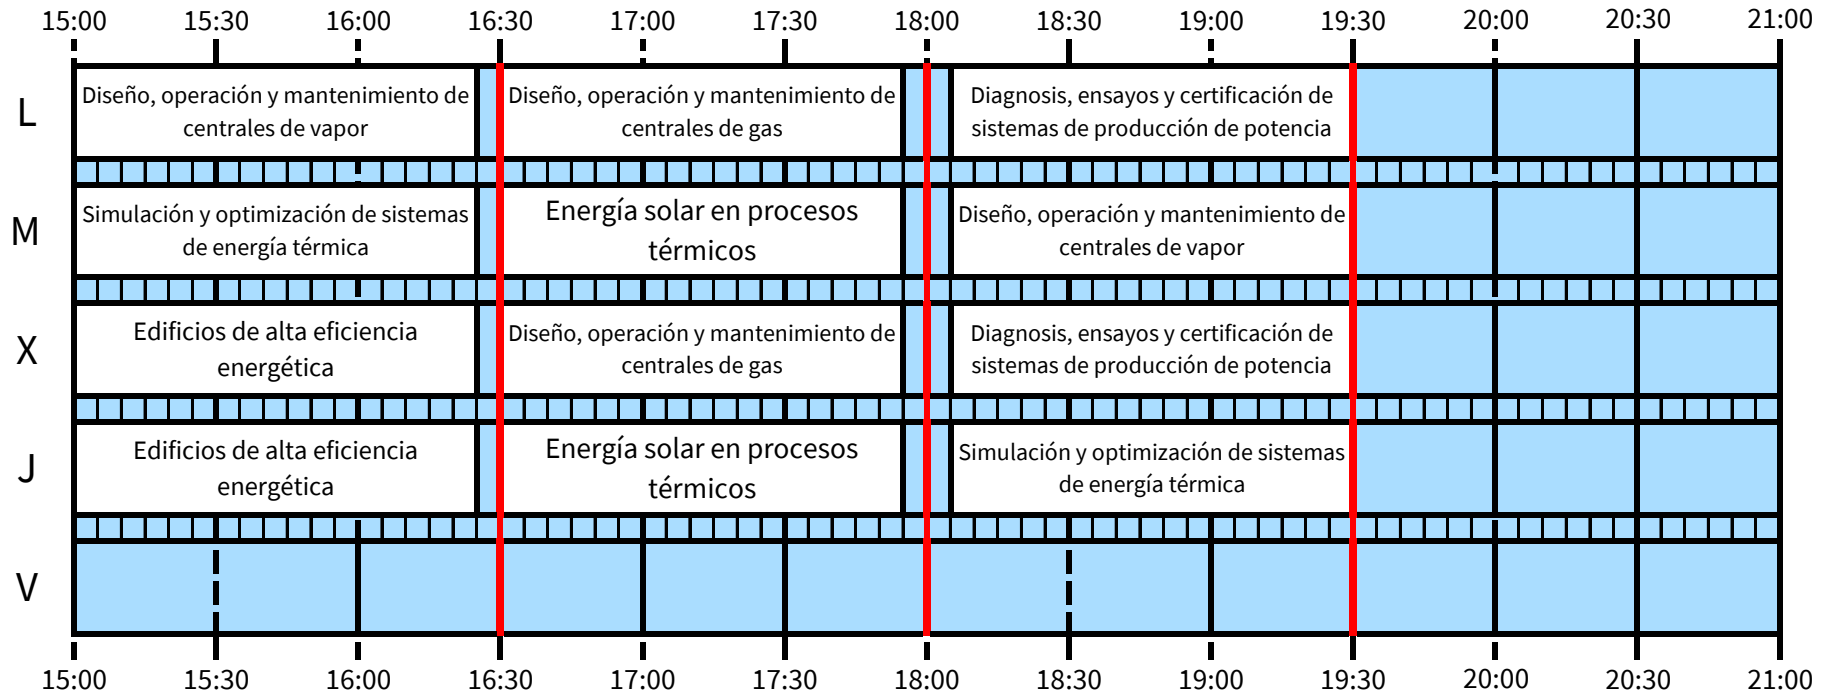 15:00 15:30 16:00 16:30 17:00 17:30 18:00 18:30 19:00 19:30 20:00 20:30 21:00
L
Diseño, operación y mantenimiento de
centrales de vapor
Diseño, operación y mantenimiento de
centrales de gas
Diagnosis, ensayos y certificación de
sistemas de producción de potencia
M
Simulación y optimización de sistemas
de energía térmica
Energía solar en procesos
térmicos
Diseño, operación y mantenimiento de
centrales de vapor
X
Edificios de alta eficiencia
energética
Diseño, operación y mantenimiento de
centrales de gas
Diagnosis, ensayos y certificación de
sistemas de producción de potencia
J
Edificios de alta eficiencia
energética
Energía solar en procesos
térmicos
Simulación y optimización de sistemas
de energía térmica
V
15:00 15:30 16:00 16:30 17:00 17:30 18:00 18:30 19:00 19:30 20:00 20:30 21:00